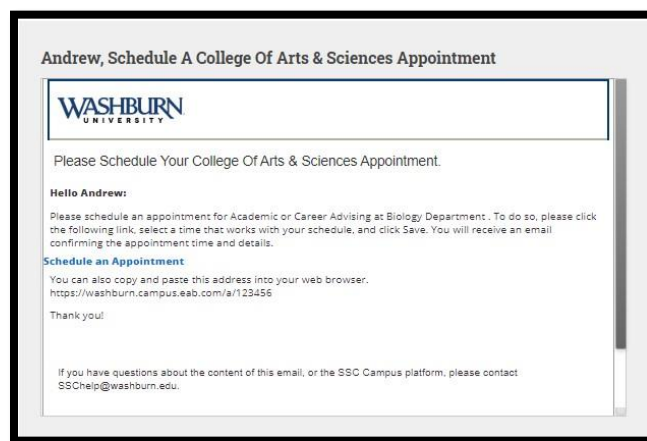 Andrew, Schedule A College Of Arts & Sciences Appointment
WASHBURN
UNIVERSITY
Please Schedule Your College Of Arts & Sciences Appointment.
Hello Andrew:
Please schedule an appointment for Academic or Career Advising at Biology Department . To do so, please click
the following link, select a time that works with your schedule, and click Save. You will receive an email
confirming the appointment time and details.
Schedule an Appointment
You can also copy and paste this address into your web browser.
https://washburn.campus.eab.com/a/123456
Thank you!
If you have questions about the content of this email, or the SSC Campus platform, please contact
SSChelp@washburn.edu.